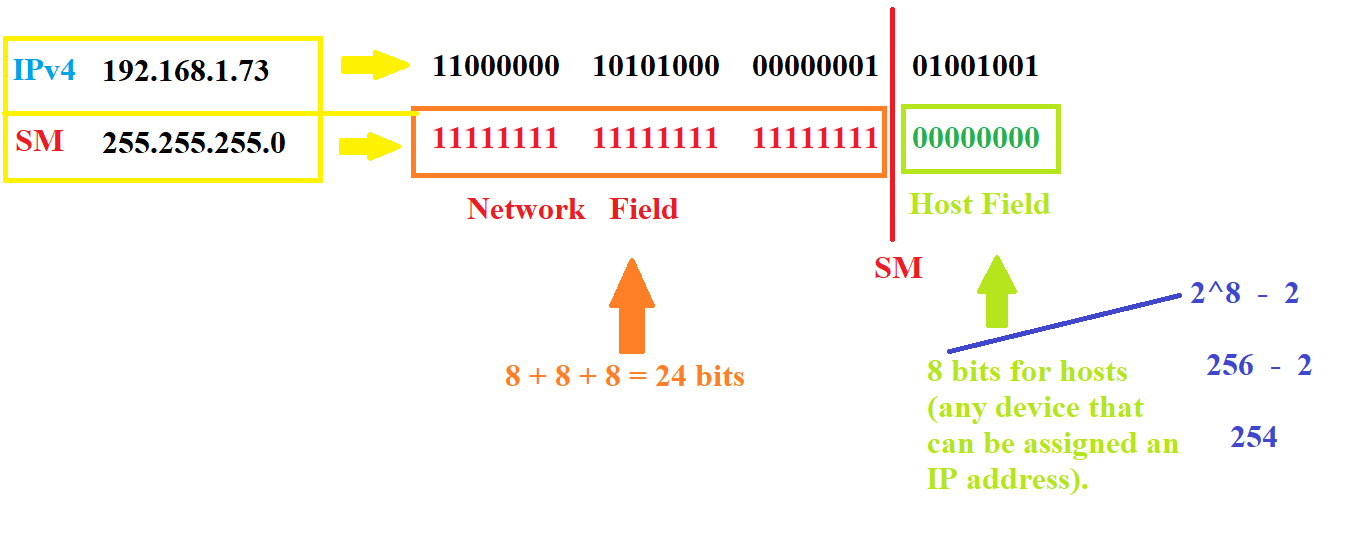 IPv4 192.168.1.73 11000000 10101000 00000001 01001001
SM 255.255.255.0 11111111 11111111 11111111 00000000
Network Field Host Field
SM
8 + 8 + 8 = 24 bits
8 bits for hosts
(any device that
can be assigned an
IP address).
2^8 - 2
256 - 2
254